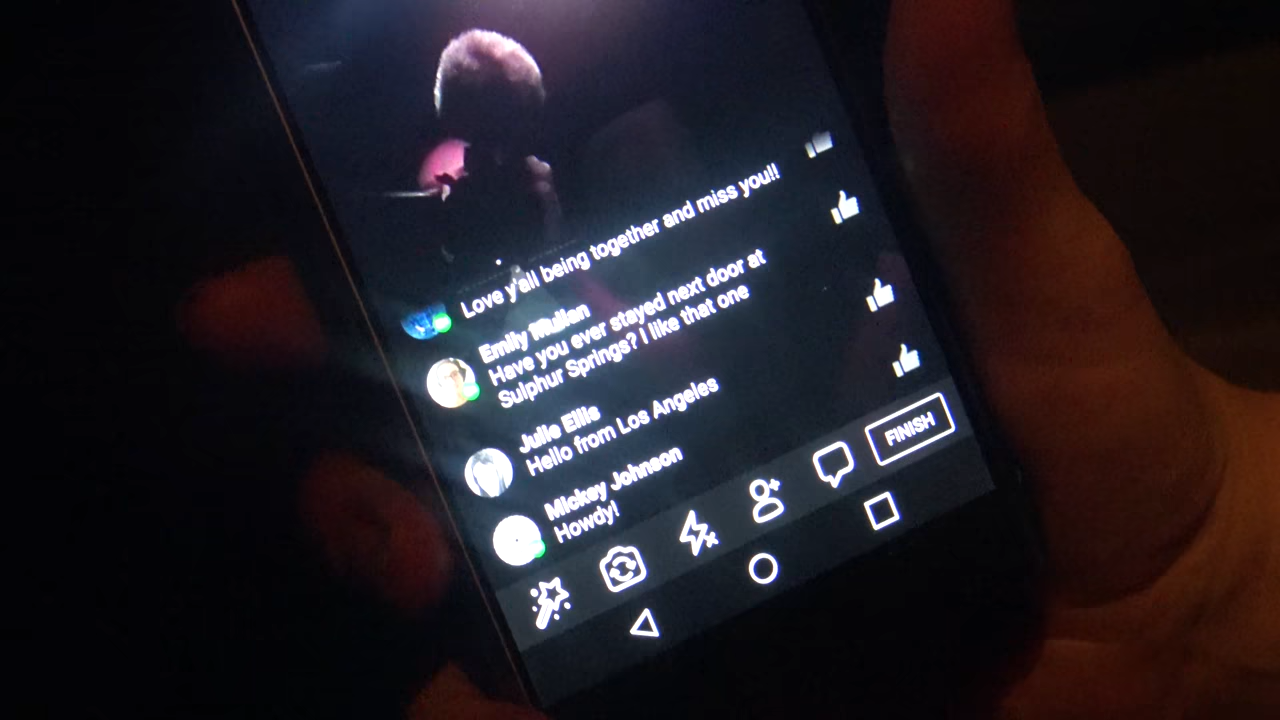 Love y'all being together and miss you!!
Emily Mullen
Have you ever stayed next door at
Sulphur Springs? I like that one
Julie Ellis
Hello from Los Angeles
Mickey Johnson
Howdy!
FINISH